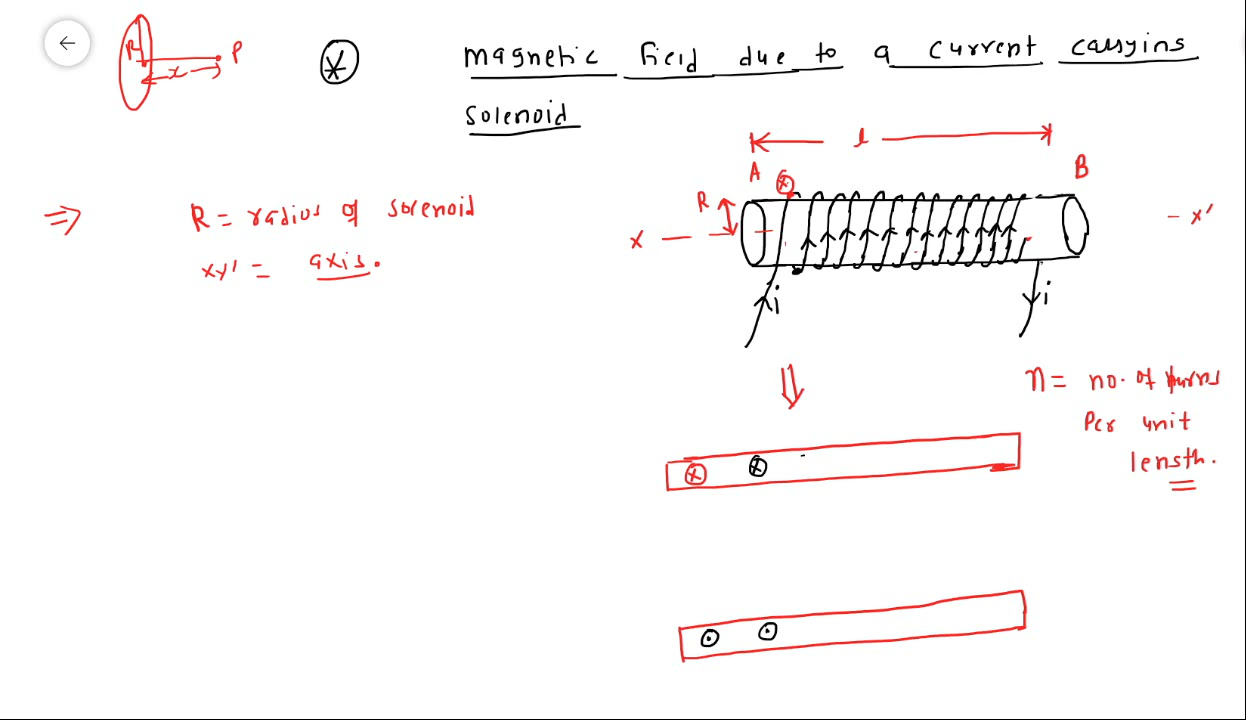 R
x
P
magnetic field due to a current carrying
solenoid
l
A
B
R
x
- x'
⇒ R = radius of solenoid
xy' = axis.
i
i
n = no. of turns
per unit
length.